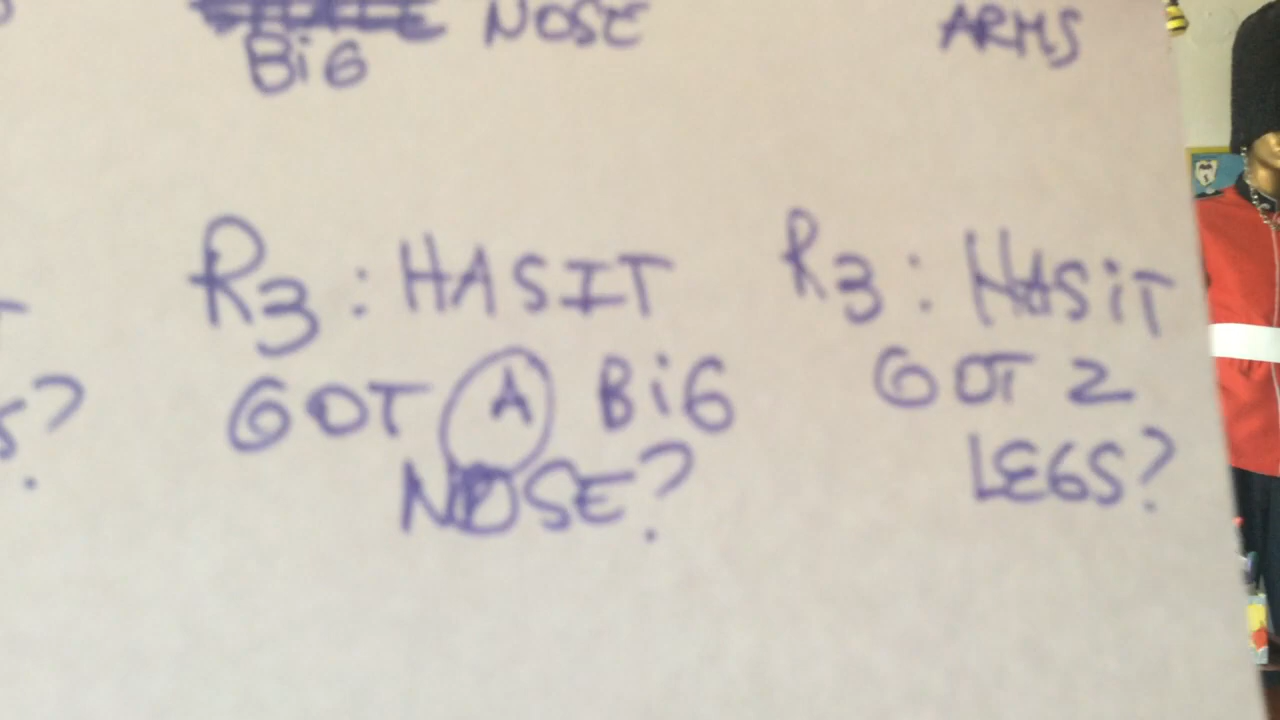 NOSE
BiG
ARMS
R3: HAS IT
GOT A BiG
NOSE?
R3: HAS iT
GOT 2
LEGS?
S?